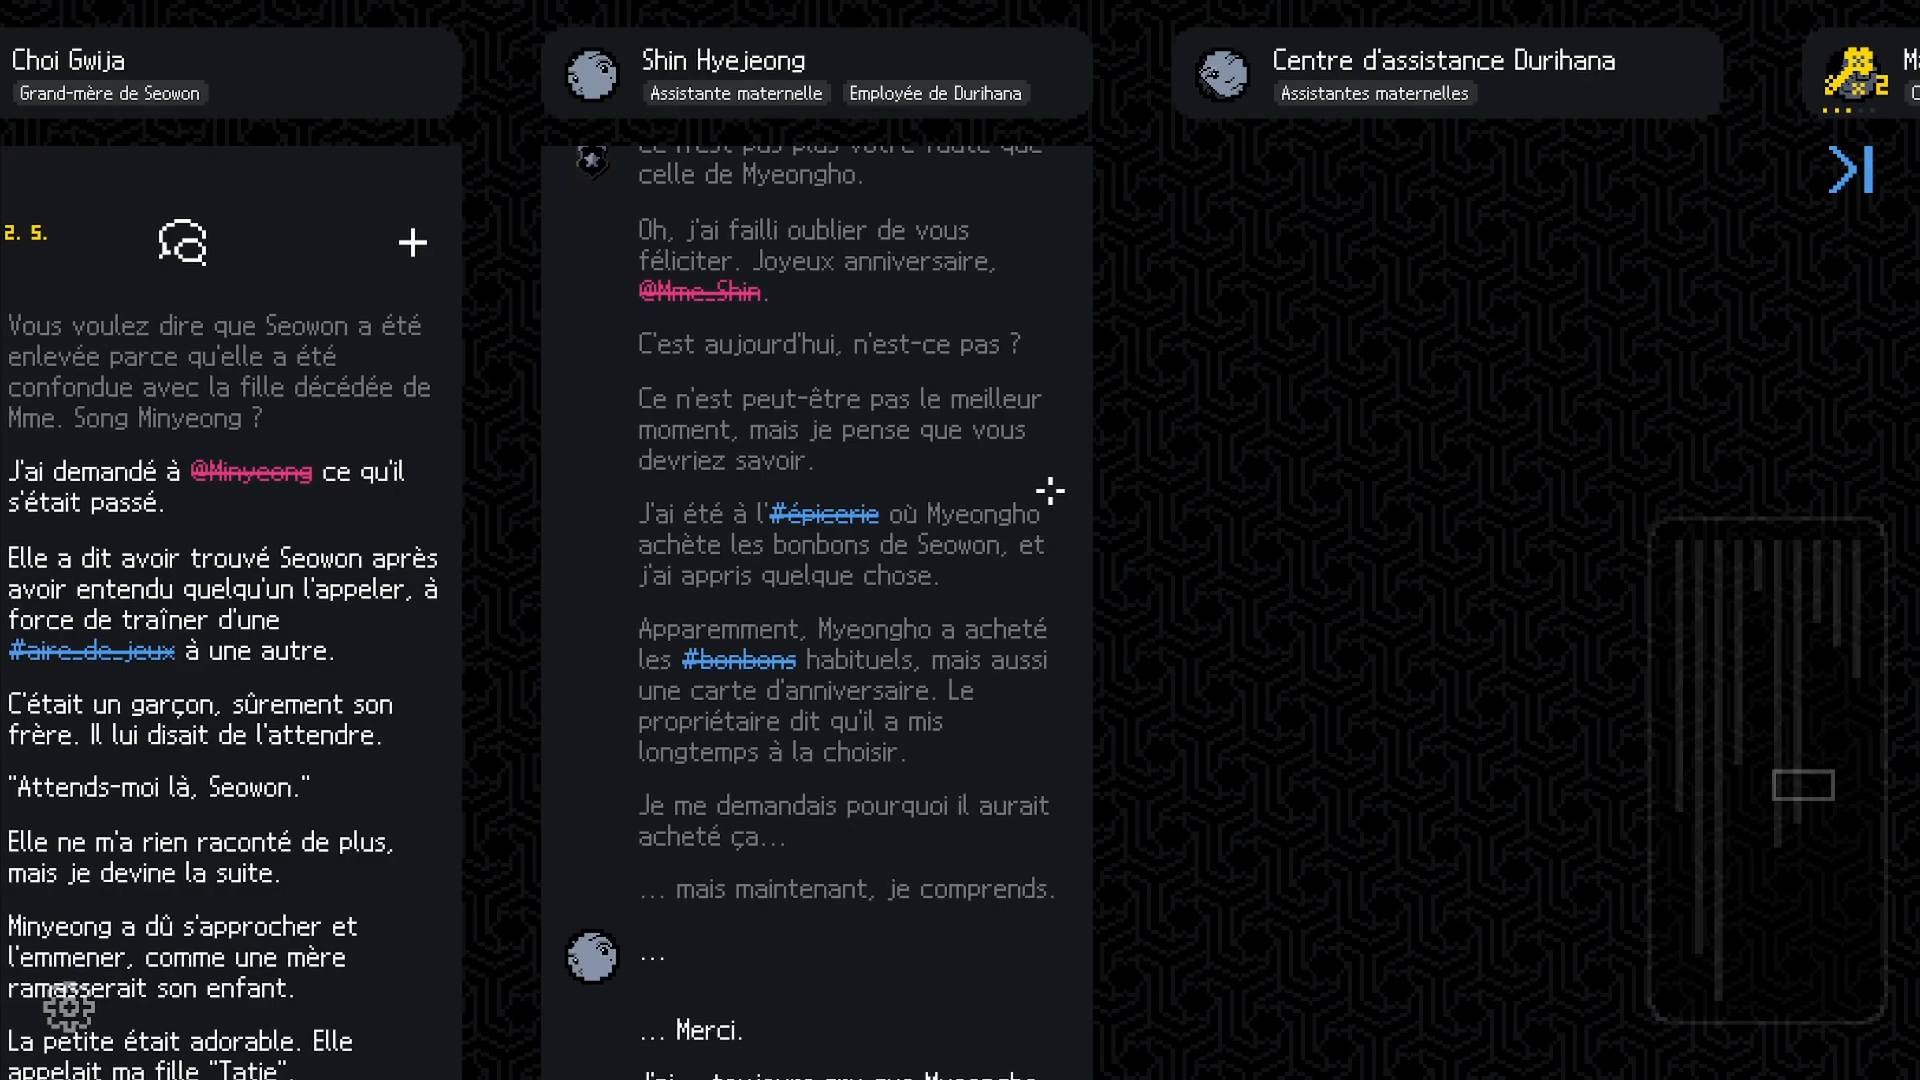 Choi Gwija
Grand-mère de Seowon
2. 5.
Vous voulez dire que Seowon a été
enlevée parce qu'elle a été
confondue avec la fille décédée de
Mme. Song Minyeong ?
J'ai demandé à @Minyeong ce qu'il
s'était passé.
Elle a dit avoir trouvé Seowon après
avoir entendu quelqu'un l'appeler, à
force de traîner d'une
#aire_de_jeux à une autre.
C'était un garçon, sûrement son
frère. Il lui disait de l'attendre.
"Attends-moi là, Seowon."
Elle ne m'a rien raconté de plus,
mais je devine la suite.
Minyeong a dû s'approcher et
l'emmener, comme une mère
ramasserait son enfant.
La petite était adorable. Elle
appelait ma fille "Tatie".
Shin Hyejeong
Assistante maternelle
Employée de Durihana
Ce n'est pas plus votre faute que
celle de Myeongho.
Oh, j'ai failli oublier de vous
féliciter. Joyeux anniversaire,
@Mme_Shin.
C'est aujourd'hui, n'est-ce pas ?
Ce n'est peut-être pas le meilleur
moment, mais je pense que vous
devriez savoir.
J'ai été à l'#épicerie où Myeongho
achète les bonbons de Seowon, et
j'ai appris quelque chose.
Apparemment, Myeongho a acheté
les #bonbons habituels, mais aussi
une carte d'anniversaire. Le
propriétaire dit qu'il a mis
longtemps à la choisir.
Je me demandais pourquoi il aurait
acheté ça...
... mais maintenant, je comprends.
...
... Merci.
Centre d'assistance Durihana
Assistantes maternelles
2